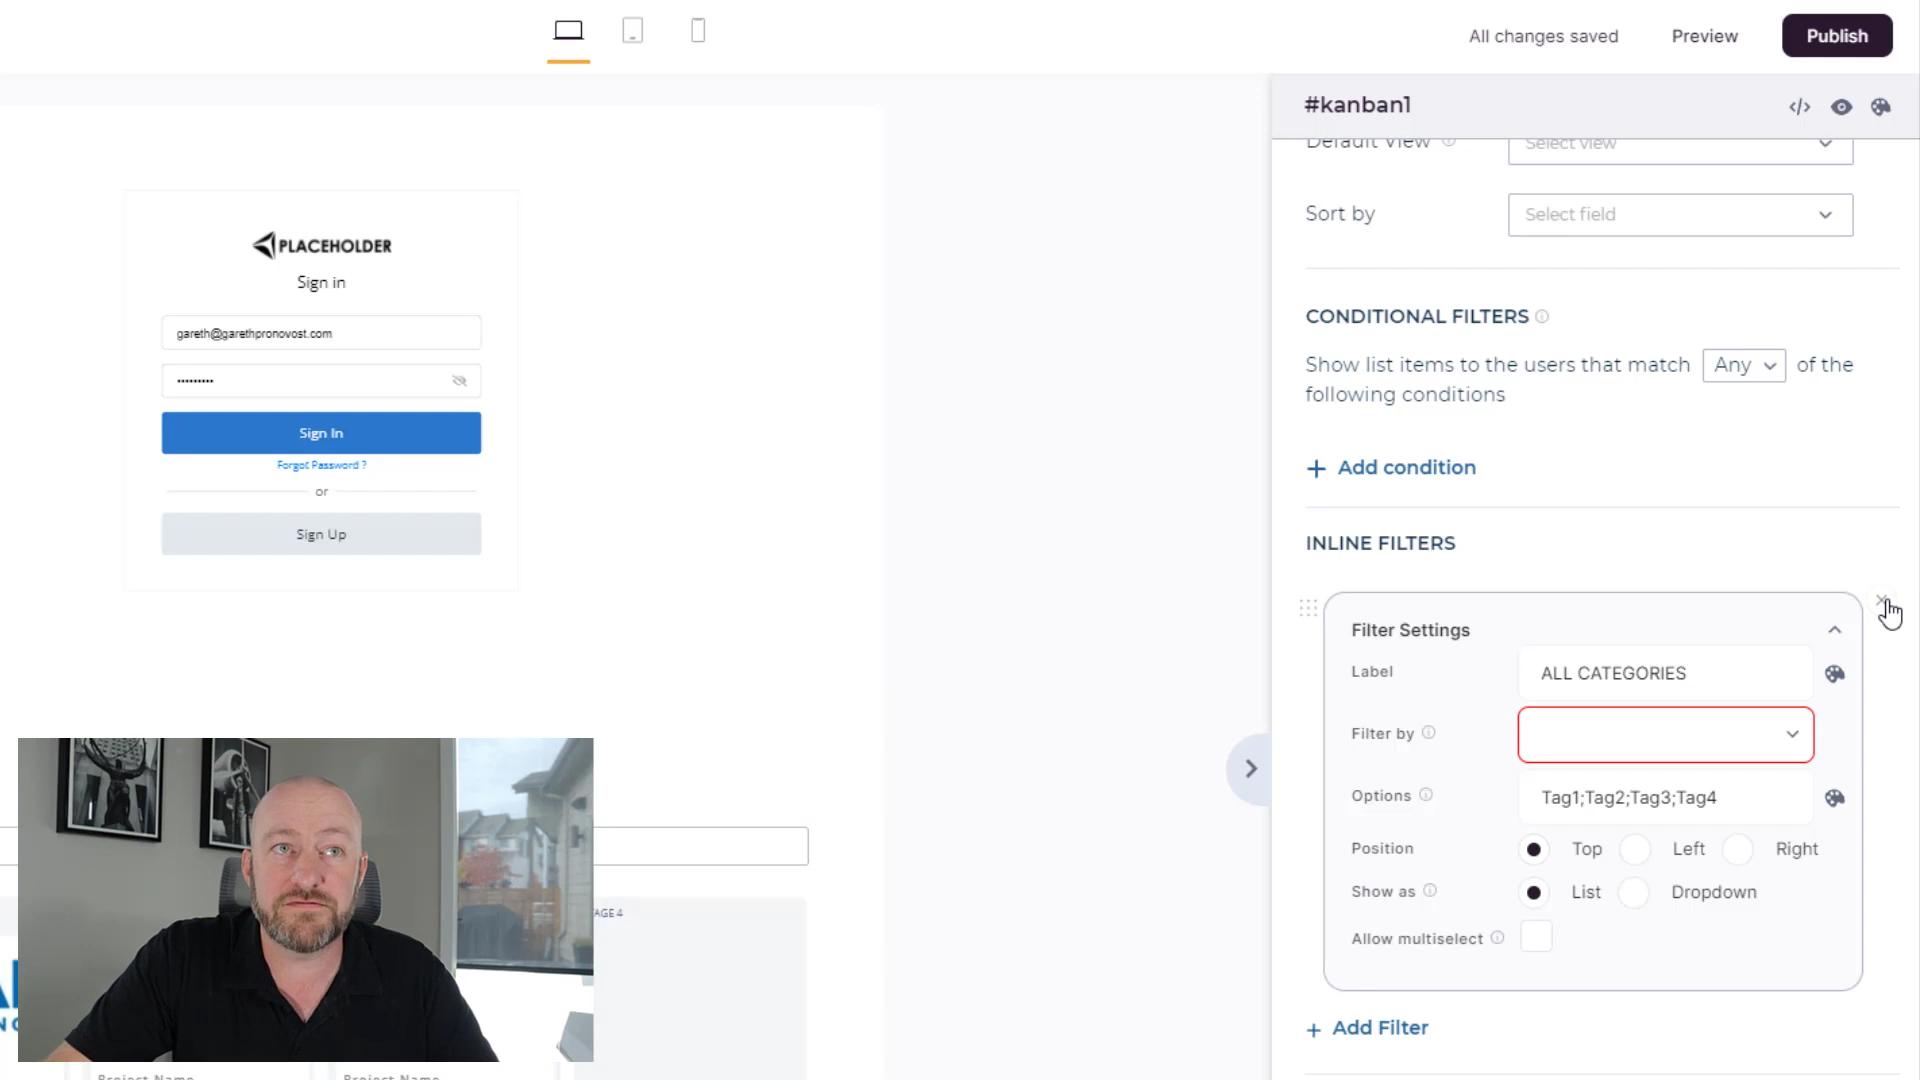 All changes saved
Preview
Publish
#kanban1
Default View
Select view
Sort by
Select field
PLACEHOLDER
Sign in
gareth@garethpronovost.com
•••••••••
Sign In
Forgot Password ?
or
Sign Up
CONDITIONAL FILTERS
Show list items to the users that match Any of the
following conditions
+ Add condition
INLINE FILTERS
Filter Settings
Label
ALL CATEGORIES
Filter by
Options
Tag1;Tag2;Tag3;Tag4
Position
Top
Left
Right
Show as
List
Dropdown
Allow multiselect
+ Add Filter
AGE 4
Project Name
Project Name